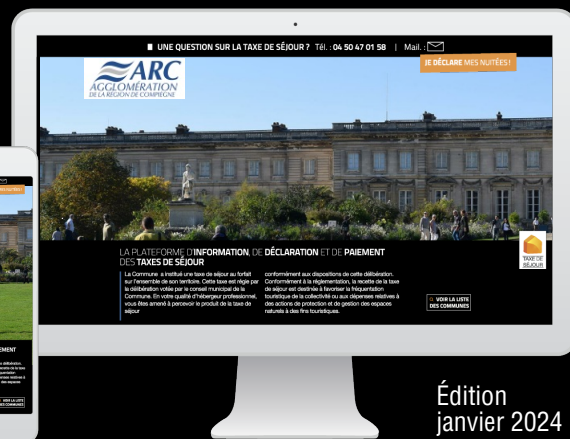 ■ UNE QUESTION SUR LA TAXE DE SÉJOUR ? Tél. : 04 50 47 01 58 | Mail. :
JE DÉCLARE MES NUITÉES !
ARC
AGGLOMÉRATION
DE LA RÉGION DE COMPIÈGNE
LA PLATEFORME D'INFORMATION, DE DÉCLARATION ET DE PAIEMENT
DES TAXES DE SÉJOUR
La Commune a institué une taxe de séjour au forfait
sur l'ensemble de son territoire. Cette taxe est régie par
la délibération votée par le conseil municipal de la
Commune. En votre qualité d'hébergeur professionnel,
vous êtes amené à percevoir le produit de la taxe de
séjour
conformément aux dispositions de cette délibération.
Conformément à la réglementation, la recette de la taxe
de séjour est destinée à favoriser la fréquentation
touristique de la collectivité ou aux dépenses relatives à
des actions de protection et de gestion des espaces
naturels à des fins touristiques.
TAXE DE
SÉJOUR
VOIR LA LISTE
DES COMMUNES
Édition
janvier 2024